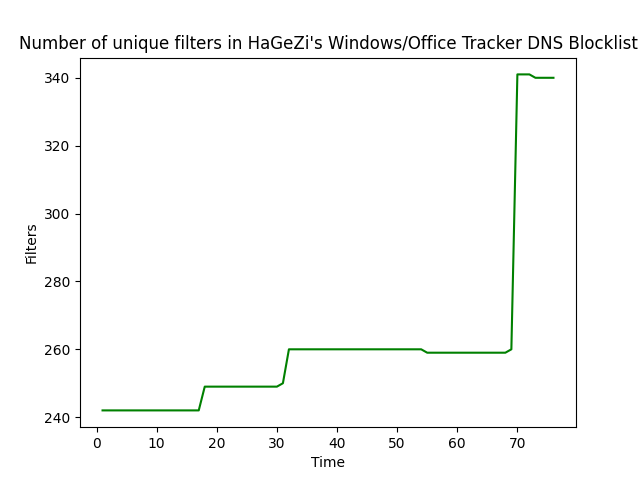 Number of unique filters in HaGeZi's Windows/Office Tracker DNS Blocklist
340
320
300
280
260
240
Filters
0 10 20 30 40 50 60 70
Time